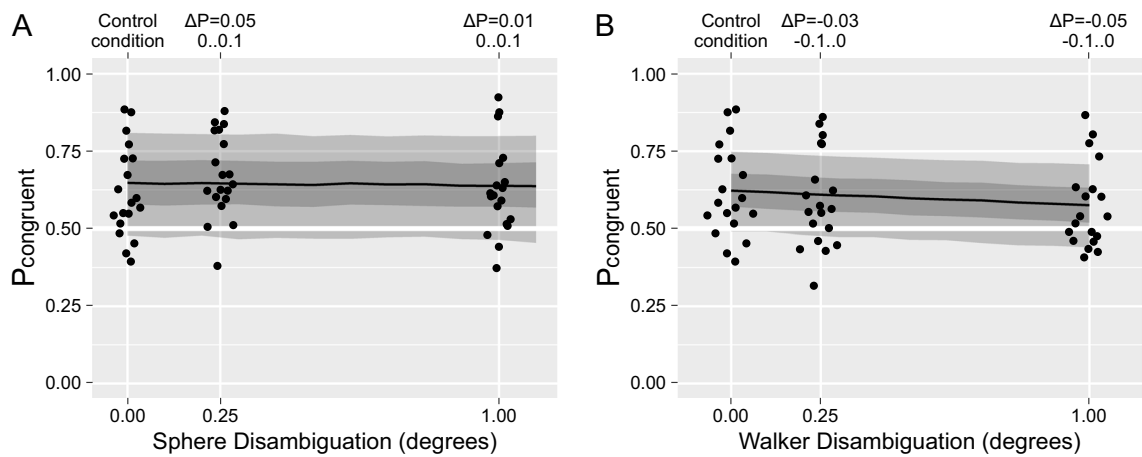 A
Control
condition
ΔP=0.05
0..0.1
ΔP=0.01
0..0.1
Pcongruent
1.00
0.75
0.50
0.25
0.00
0.00
0.25
1.00
Sphere Disambiguation (degrees)
B
Control
condition
ΔP=-0.03
-0.1..0
ΔP=-0.05
-0.1..0
Pcongruent
1.00
0.75
0.50
0.25
0.00
0.00
0.25
1.00
Walker Disambiguation (degrees)